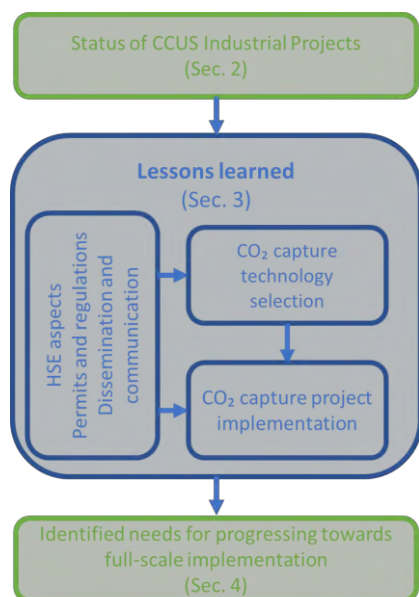 Status of CCUS Industrial Projects
(Sec. 2)
Lessons learned
(Sec. 3)
HSE aspects
Permits and regulations
Dissemination and
communication
CO₂ capture
technology
selection
CO₂ capture project
implementation
Identified needs for progressing towards
full-scale implementation
(Sec. 4)